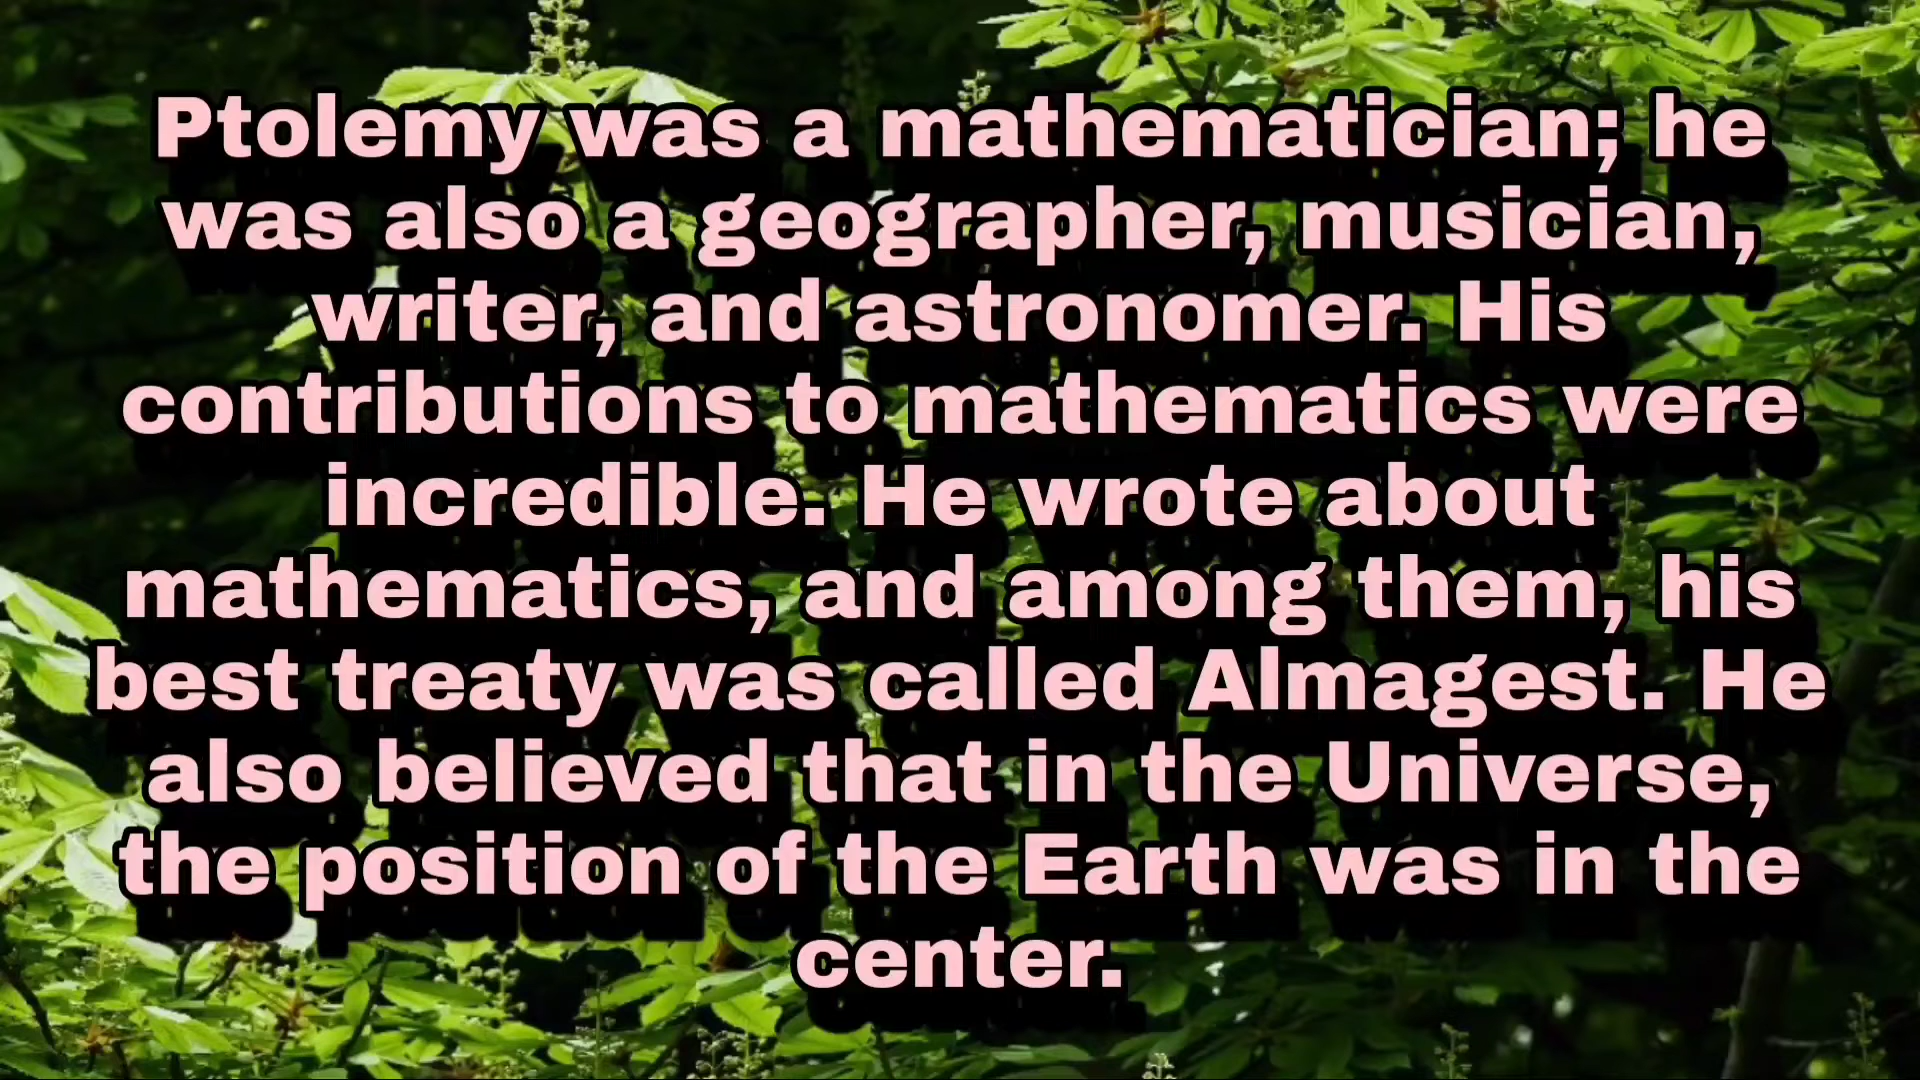 Ptolemy was a mathematician; he
was also a geographer, musician,
writer, and astronomer. His
contributions to mathematics were
incredible. He wrote about
mathematics, and among them, his
best treaty was called Almagest. He
also believed that in the Universe,
the position of the Earth was in the
center.